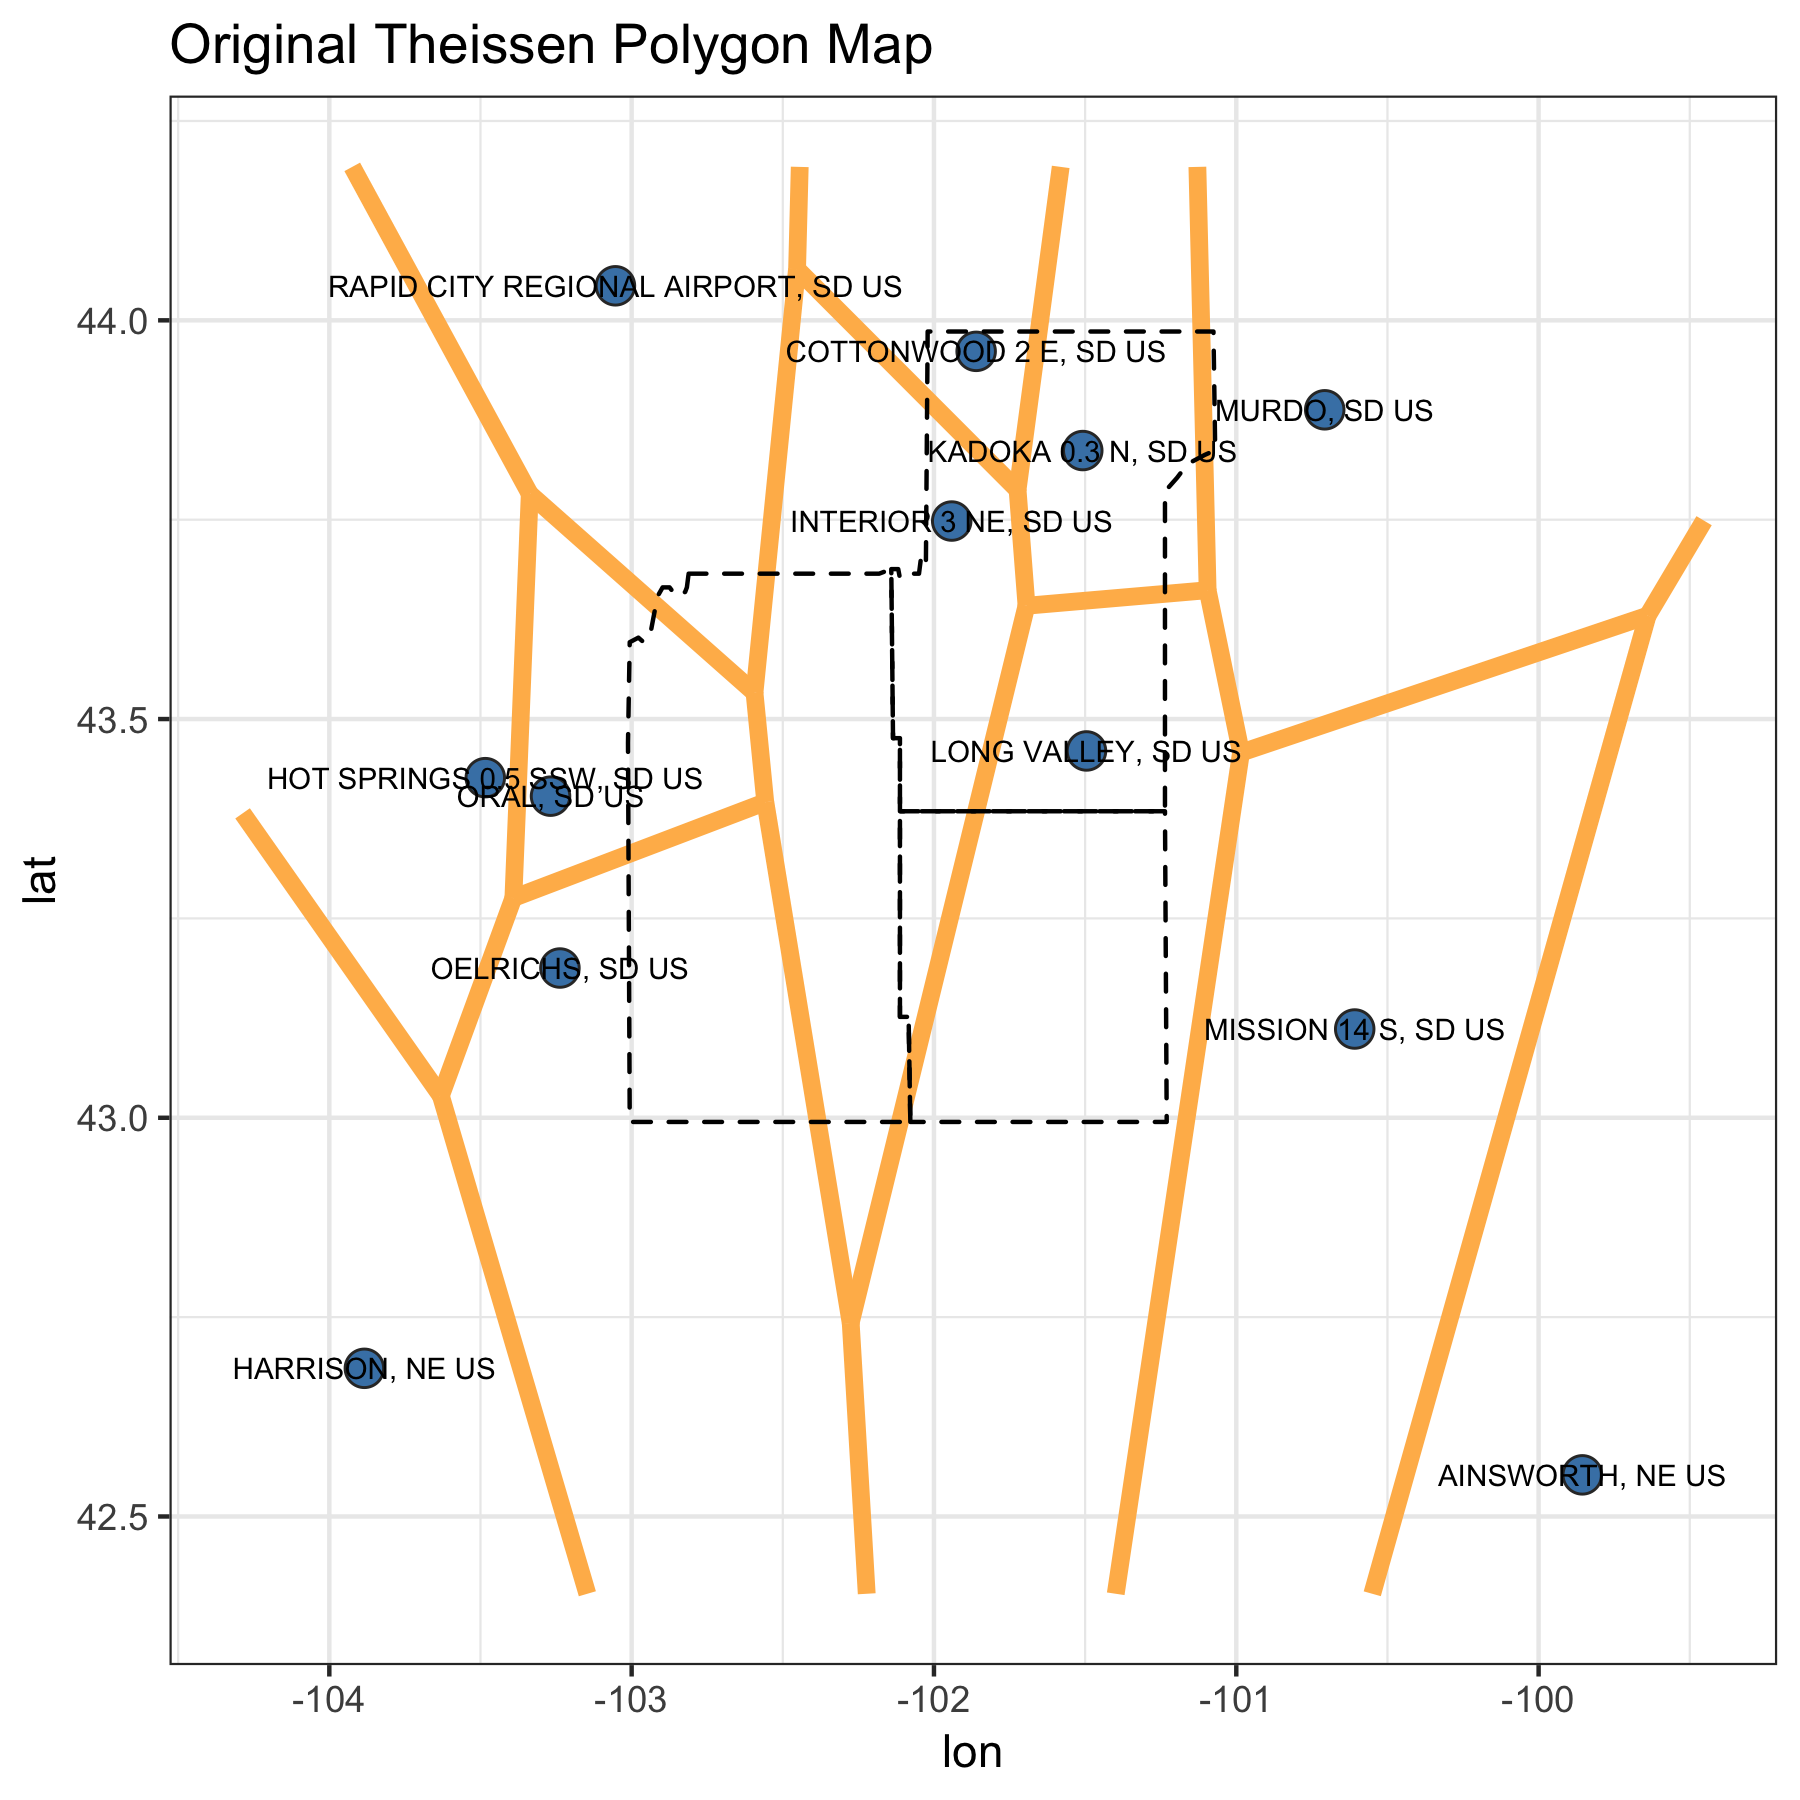 Original Theissen Polygon Map
RAPID CITY REGIONAL AIRPORT, SD US
COTTONWOOD 2 E, SD US
MURDO, SD US
KADOKA 0.3 N, SD US
INTERIOR 3 NE, SD US
LONG VALLEY, SD US
HOT SPRINGS 0.5 SSW, SD US
ORAL, SD US
OELRICHS, SD US
MISSION 14 S, SD US
HARRISON, NE US
AINSWORTH, NE US
44.0
43.5
43.0
42.5
lat
-104
-103
-102
-101
-100
lon